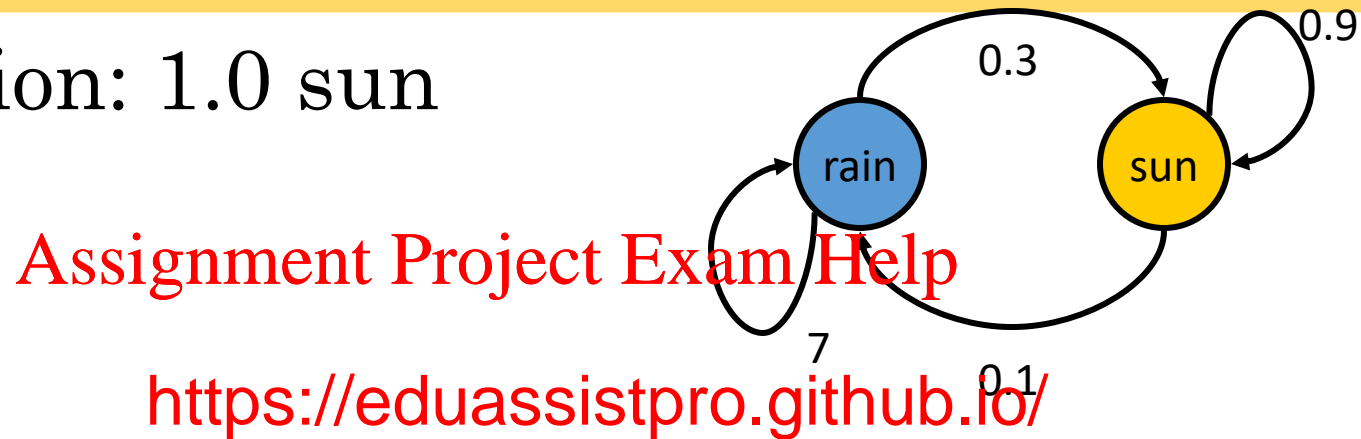 ion: 1.0 sun
0.3
0.9
rain
sun
Assignment Project Exam Help
7
0.1
https://eduassistpro.github.io/